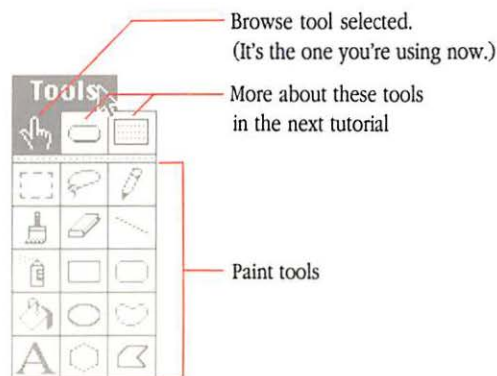 Browse tool selected.
(It's the one you're using now.)
Tools
More about these tools
in the next tutorial
Paint tools
A